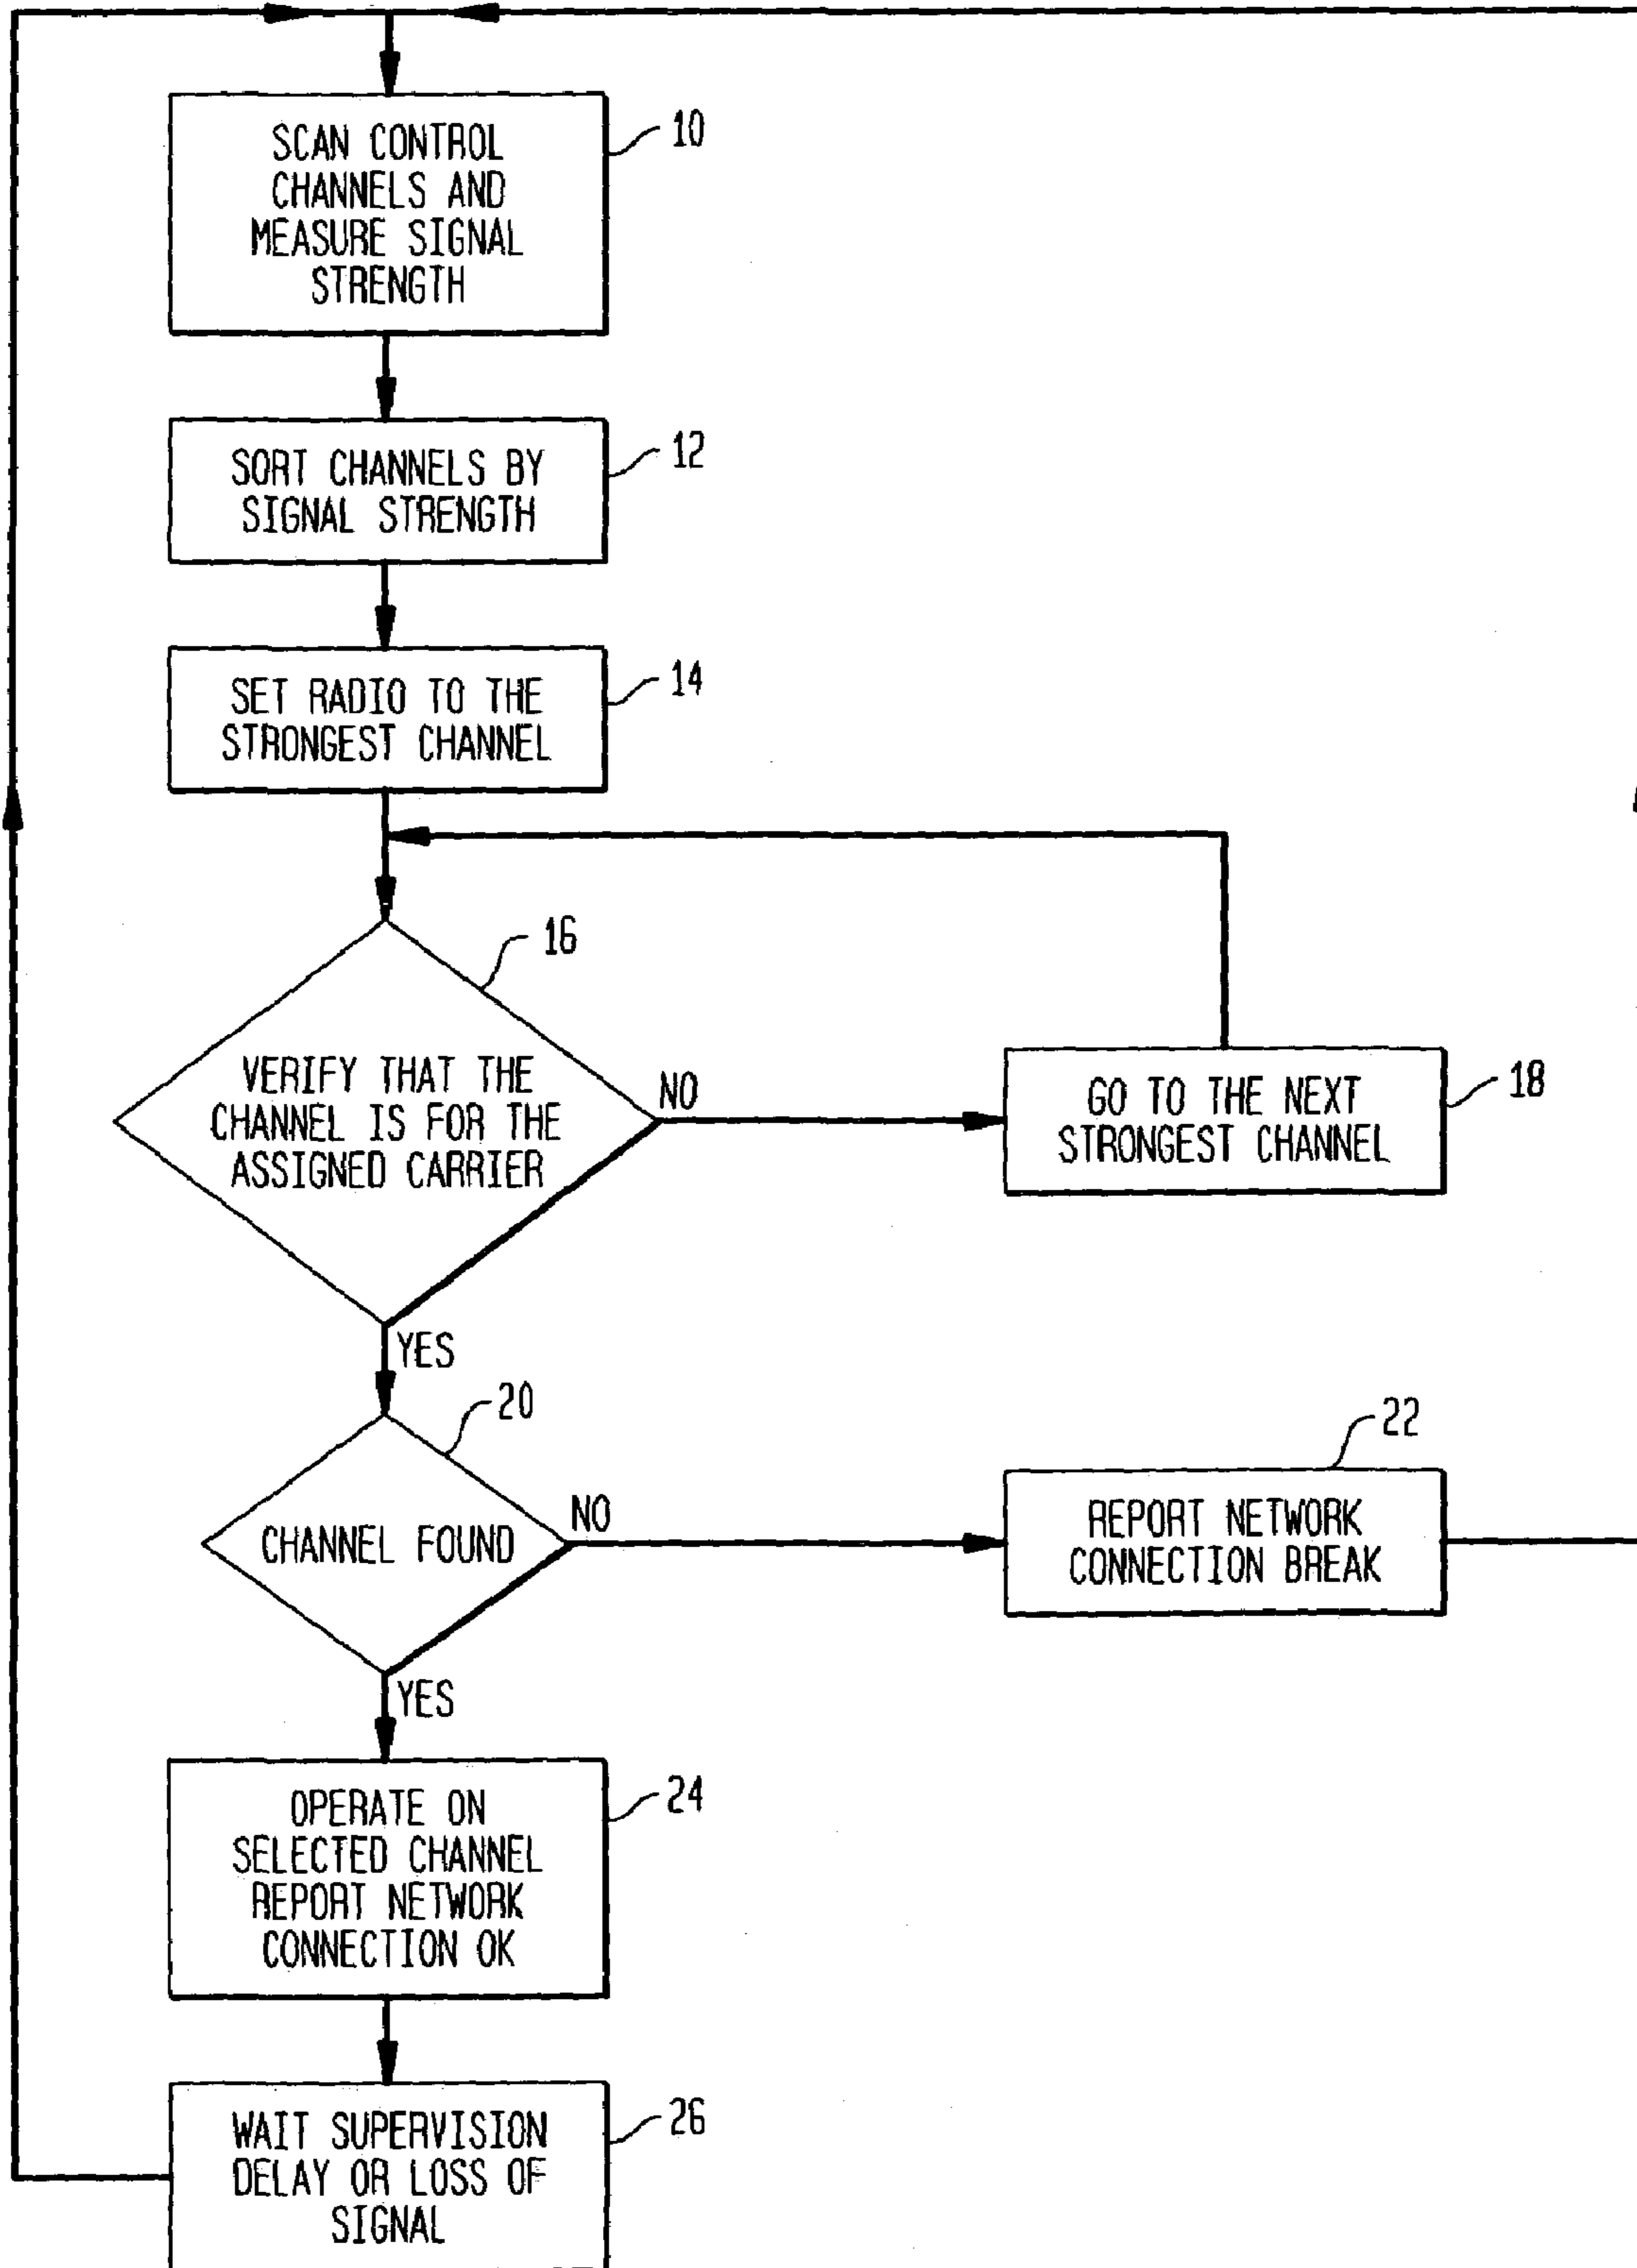 SCAN CONTROL
CHANNELS AND
MEASURE SIGNAL
STRENGTH
10
SORT CHANNELS BY
SIGNAL STRENGTH
12
SET RADIO TO THE
STRONGEST CHANNEL
14
16
VERIFY THAT THE
CHANNEL IS FOR THE
ASSIGNED CARRIER
NO
GO TO THE NEXT
STRONGEST CHANNEL
18
YES
20
CHANNEL FOUND
NO
22
REPORT NETWORK
CONNECTION BREAK
YES
OPERATE ON
SELECTED CHANNEL
REPORT NETWORK
CONNECTION OK
24
WAIT SUPERVISION
DELAY OR LOSS OF
SIGNAL
26